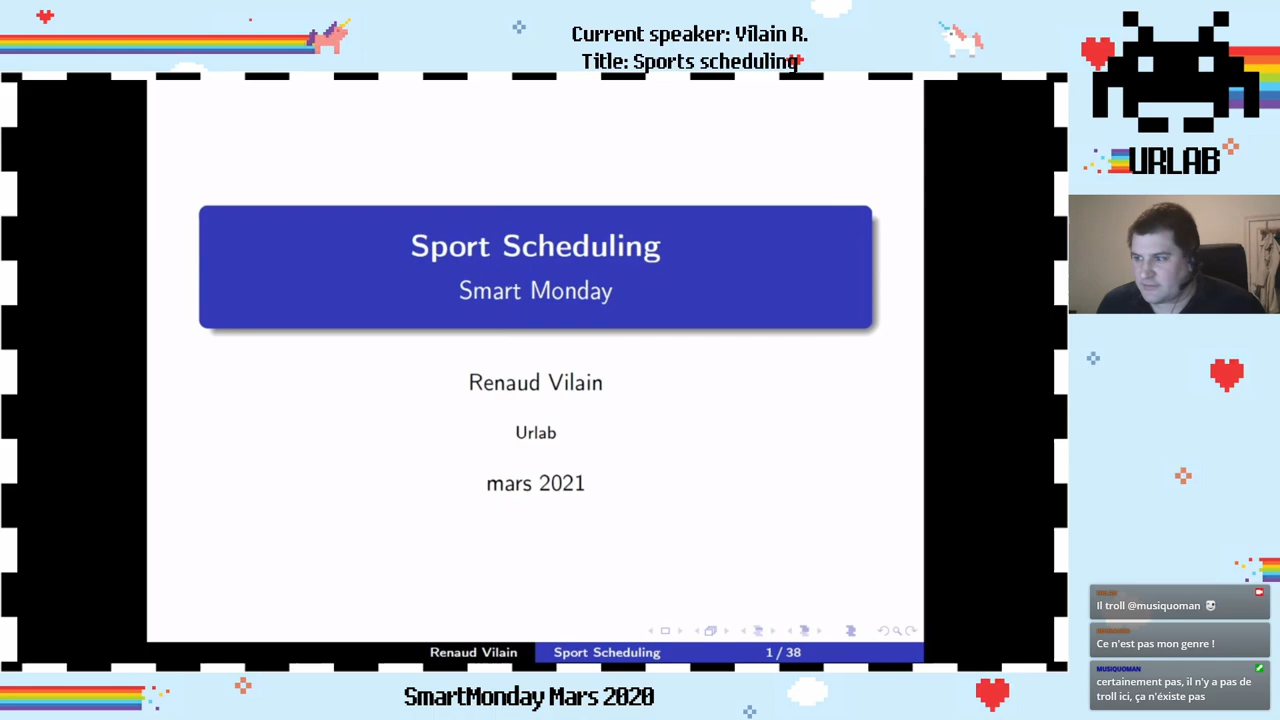 Current speaker: Vilain R.
Title: Sports scheduling
URLAB
Sport Scheduling
Smart Monday
Renaud Vilain
Urlab
mars 2021
Renaud Vilain
Sport Scheduling
1 / 38
SmartMonday Mars 2020
Il troll @musiquoman
Ce n'est pas mon genre !
MUSIQUOMAN
certainement pas, il n'y a pas de
troll ici, ça n'éxiste pas